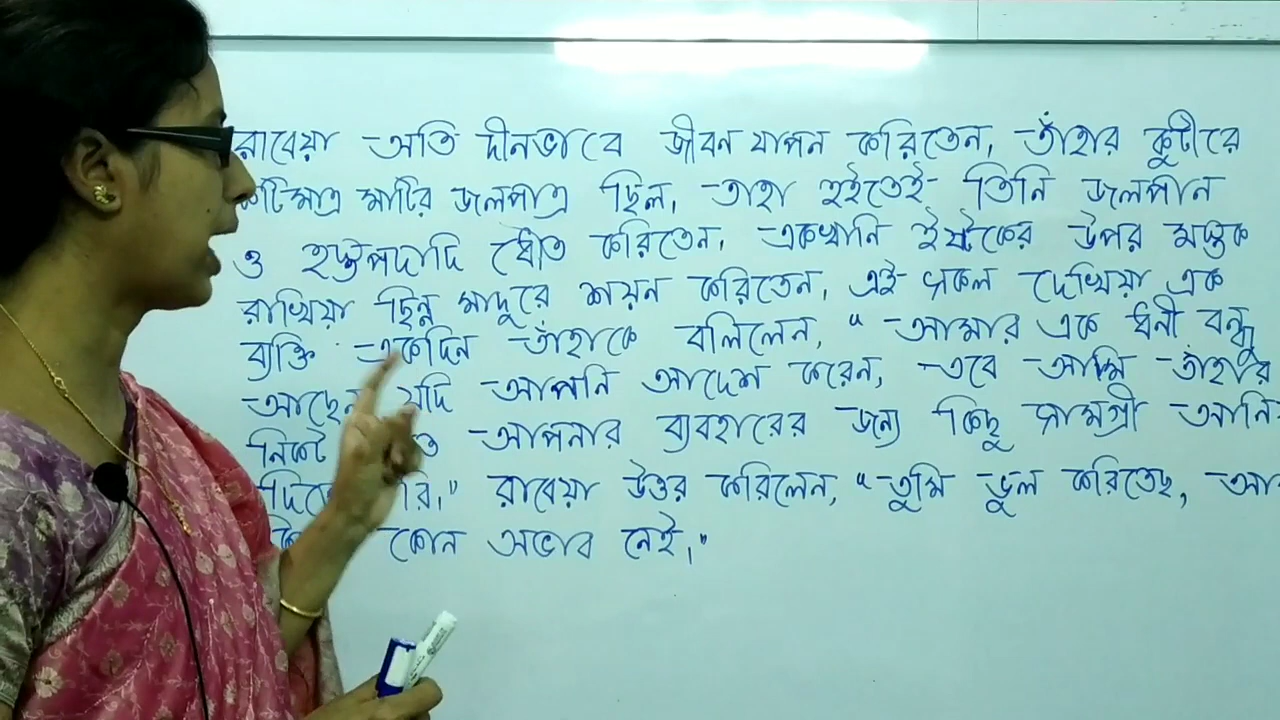 রাবেয়া অতি দীনভাবে জীবন যাপন করিতেন, তাঁহার কুটীরে
মাটির জলপাত্র ছিল, তাহা হইতেই তিনি জলপান
ও হস্তপদাদি ধৌত করিতেন, একখানি ইষ্টকের উপর মস্তক
রাখিয়া ছিন্ন মাদুরে শয়ন করিতেন, এই সকল দেখিয়া এক
ব্যক্তি একদিন তাঁহাকে বলিলেন, "আমার এক ধনী বন্ধু
আছেন যদি আপনি আদেশ করেন, তবে আমি তাঁহার
নিকট আপনার ব্যবহারের জন্য কিছু সামগ্রী আনি
রাবেয়া উত্তর করিলেন, "তুমি ভুল করিতেছ,
কোন অভাব নেই।"